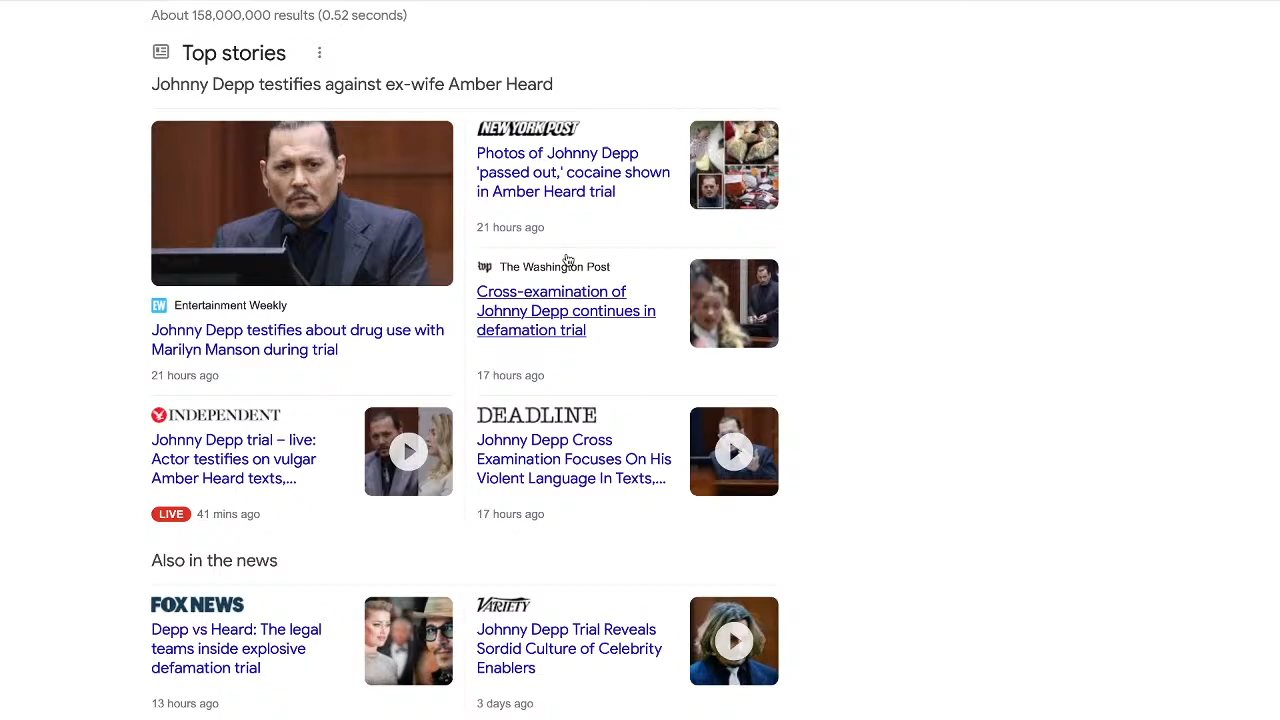 About 158,000,000 results (0.52 seconds)
Top stories
Johnny Depp testifies against ex-wife Amber Heard
EW Entertainment Weekly
Johnny Depp testifies about drug use with
Marilyn Manson during trial
21 hours ago
NEW YORK POST
Photos of Johnny Depp
'passed out,' cocaine shown
in Amber Heard trial
21 hours ago
wp The Washington Post
Cross-examination of
Johnny Depp continues in
defamation trial
17 hours ago
INDEPENDENT
Johnny Depp trial – live:
Actor testifies on vulgar
Amber Heard texts,...
LIVE 41 mins ago
DEADLINE
Johnny Depp Cross
Examination Focuses On His
Violent Language In Texts,...
17 hours ago
Also in the news
FOX NEWS
Depp vs Heard: The legal
teams inside explosive
defamation trial
13 hours ago
VARIETY
Johnny Depp Trial Reveals
Sordid Culture of Celebrity
Enablers
3 days ago